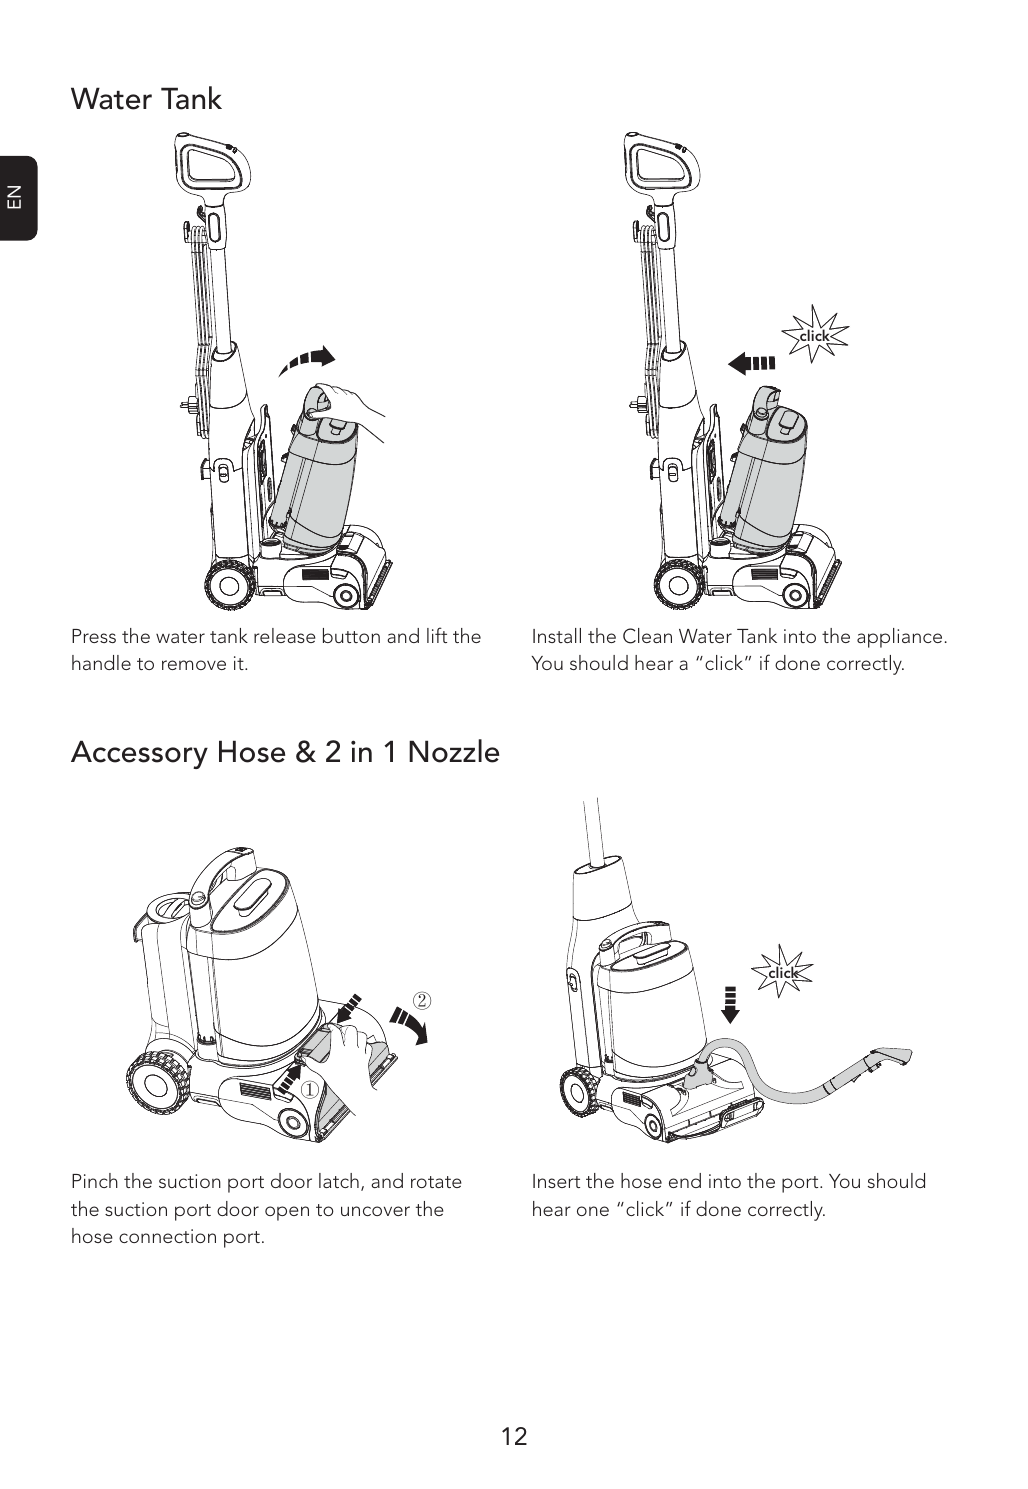 Water Tank
EN
click
Press the water tank release button and lift the
handle to remove it.
Install the Clean Water Tank into the appliance.
You should hear a “click” if done correctly.
Accessory Hose & 2 in 1 Nozzle
②
①
click
Pinch the suction port door latch, and rotate
the suction port door open to uncover the
hose connection port.
Insert the hose end into the port. You should
hear one “click” if done correctly.
12